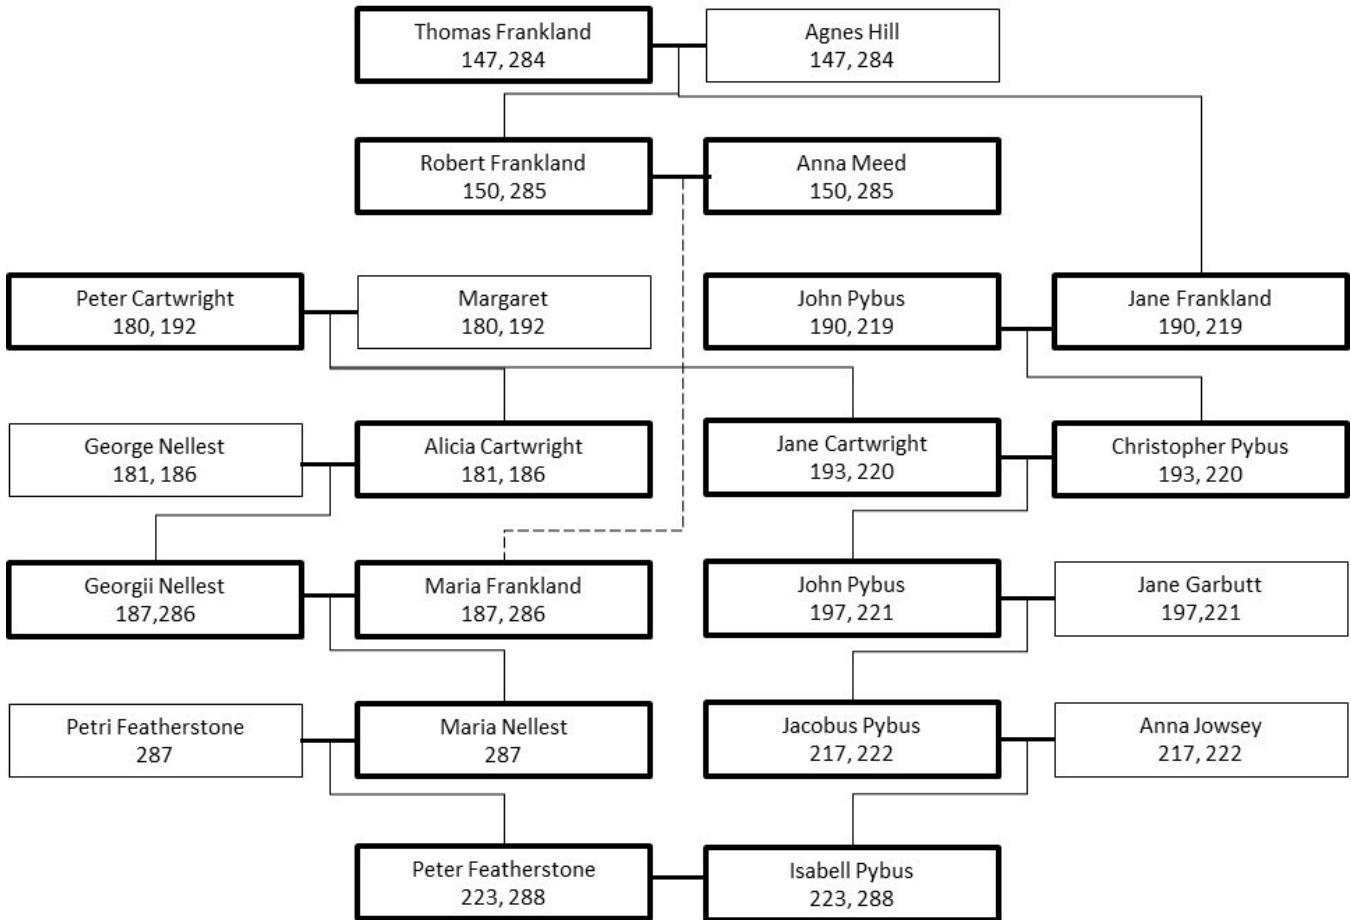 Thomas Frankland
147, 284
Agnes Hill
147, 284
Robert Frankland
150, 285
Anna Meed
150, 285
Peter Cartwright
180, 192
Margaret
180, 192
John Pybus
190, 219
Jane Frankland
190, 219
George Nellest
181, 186
Alicia Cartwright
181, 186
Jane Cartwright
193, 220
Christopher Pybus
193, 220
Georgii Nellest
187,286
Maria Frankland
187, 286
John Pybus
197, 221
Jane Garbutt
197,221
Petri Featherstone
287
Maria Nellest
287
Jacobus Pybus
217, 222
Anna Jowsey
217, 222
Peter Featherstone
223, 288
Isabell Pybus
223, 288